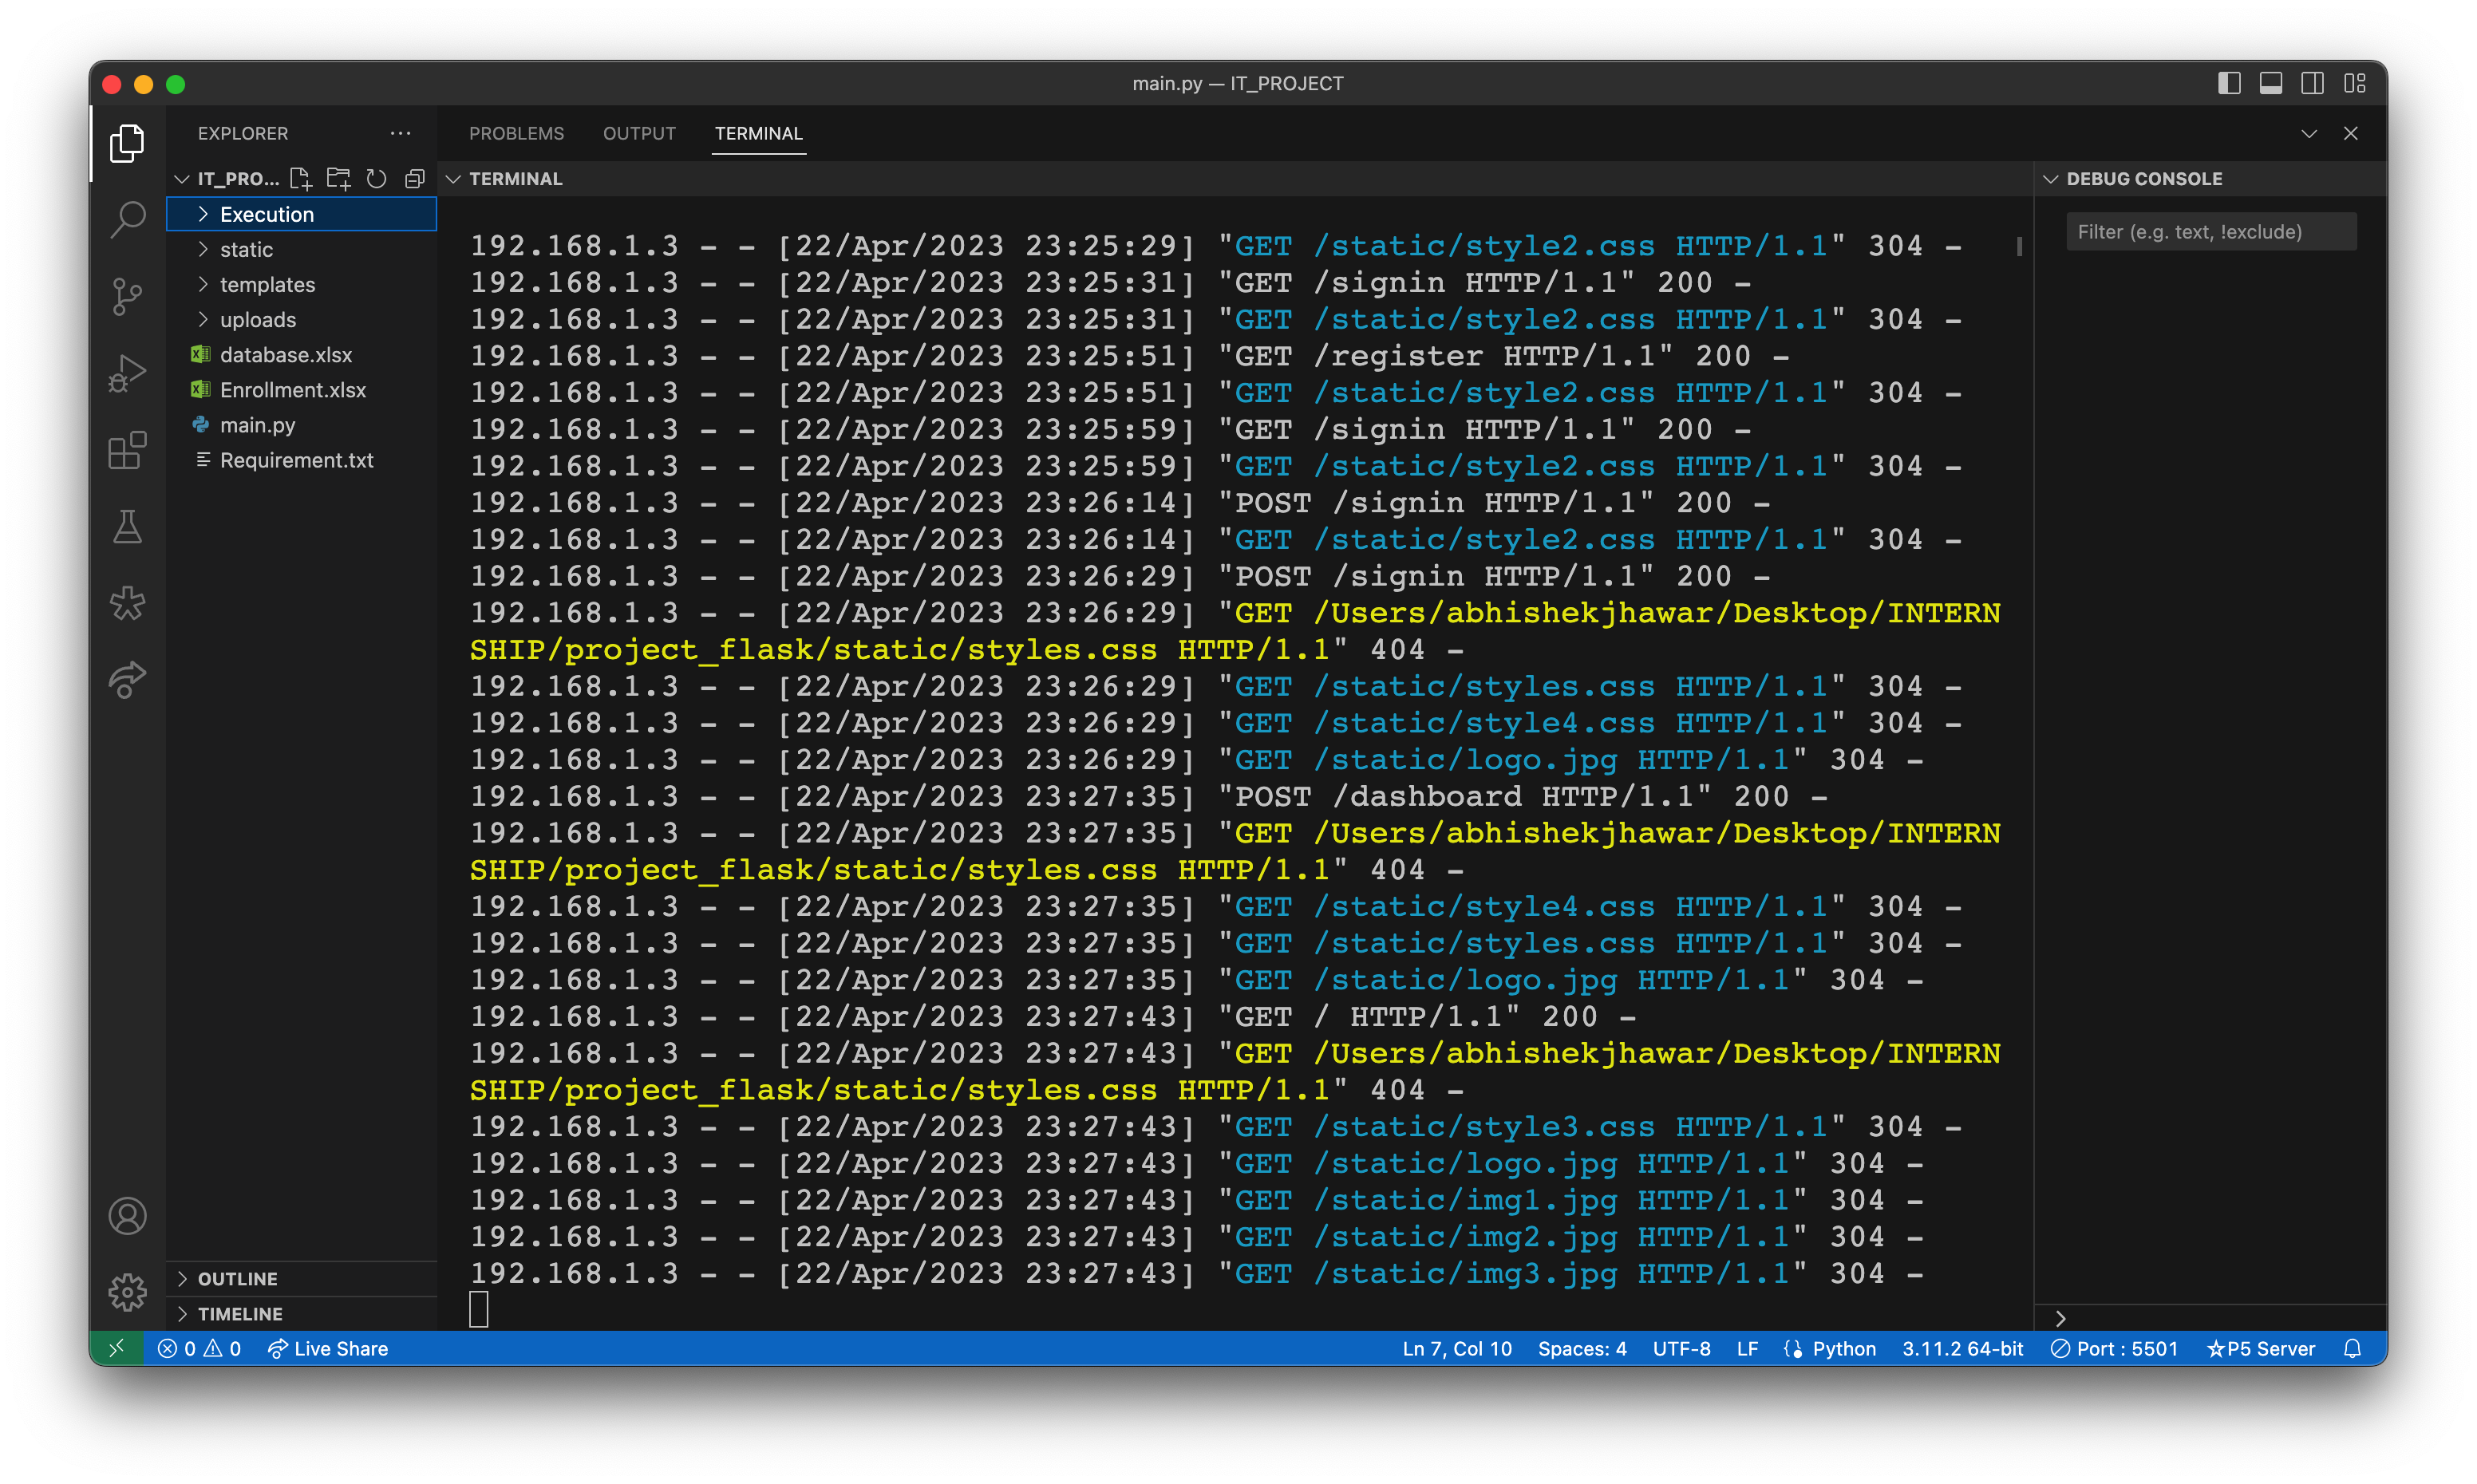 main.py — IT_PROJECT
EXPLORER
IT_PRO...
Execution
static
templates
uploads
database.xlsx
Enrollment.xlsx
main.py
Requirement.txt
OUTLINE
TIMELINE
PROBLEMS OUTPUT TERMINAL
TERMINAL
192.168.1.3 - - [22/Apr/2023 23:25:29] "GET /static/style2.css HTTP/1.1" 304 -
192.168.1.3 - - [22/Apr/2023 23:25:31] "GET /signin HTTP/1.1" 200 -
192.168.1.3 - - [22/Apr/2023 23:25:31] "GET /static/style2.css HTTP/1.1" 304 -
192.168.1.3 - - [22/Apr/2023 23:25:51] "GET /register HTTP/1.1" 200 -
192.168.1.3 - - [22/Apr/2023 23:25:51] "GET /static/style2.css HTTP/1.1" 304 -
192.168.1.3 - - [22/Apr/2023 23:25:59] "GET /signin HTTP/1.1" 200 -
192.168.1.3 - - [22/Apr/2023 23:25:59] "GET /static/style2.css HTTP/1.1" 304 -
192.168.1.3 - - [22/Apr/2023 23:26:14] "POST /signin HTTP/1.1" 200 -
192.168.1.3 - - [22/Apr/2023 23:26:14] "GET /static/style2.css HTTP/1.1" 304 -
192.168.1.3 - - [22/Apr/2023 23:26:29] "POST /signin HTTP/1.1" 200 -
192.168.1.3 - - [22/Apr/2023 23:26:29] "GET /Users/abhishekjhawar/Desktop/INTERN
SHIP/project_flask/static/styles.css HTTP/1.1" 404 -
192.168.1.3 - - [22/Apr/2023 23:26:29] "GET /static/styles.css HTTP/1.1" 304 -
192.168.1.3 - - [22/Apr/2023 23:26:29] "GET /static/style4.css HTTP/1.1" 304 -
192.168.1.3 - - [22/Apr/2023 23:26:29] "GET /static/logo.jpg HTTP/1.1" 304 -
192.168.1.3 - - [22/Apr/2023 23:27:35] "POST /dashboard HTTP/1.1" 200 -
192.168.1.3 - - [22/Apr/2023 23:27:35] "GET /Users/abhishekjhawar/Desktop/INTERN
SHIP/project_flask/static/styles.css HTTP/1.1" 404 -
192.168.1.3 - - [22/Apr/2023 23:27:35] "GET /static/style4.css HTTP/1.1" 304 -
192.168.1.3 - - [22/Apr/2023 23:27:35] "GET /static/styles.css HTTP/1.1" 304 -
192.168.1.3 - - [22/Apr/2023 23:27:35] "GET /static/logo.jpg HTTP/1.1" 304 -
192.168.1.3 - - [22/Apr/2023 23:27:43] "GET / HTTP/1.1" 200 -
192.168.1.3 - - [22/Apr/2023 23:27:43] "GET /Users/abhishekjhawar/Desktop/INTERN
SHIP/project_flask/static/styles.css HTTP/1.1" 404 -
192.168.1.3 - - [22/Apr/2023 23:27:43] "GET /static/style3.css HTTP/1.1" 304 -
192.168.1.3 - - [22/Apr/2023 23:27:43] "GET /static/logo.jpg HTTP/1.1" 304 -
192.168.1.3 - - [22/Apr/2023 23:27:43] "GET /static/img1.jpg HTTP/1.1" 304 -
192.168.1.3 - - [22/Apr/2023 23:27:43] "GET /static/img2.jpg HTTP/1.1" 304 -
192.168.1.3 - - [22/Apr/2023 23:27:43] "GET /static/img3.jpg HTTP/1.1" 304 -
DEBUG CONSOLE
Filter (e.g. text, !exclude)
0 0 Live Share Ln 7, Col 10 Spaces: 4 UTF-8 LF Python 3.11.2 64-bit Port : 5501 ☆P5 Server